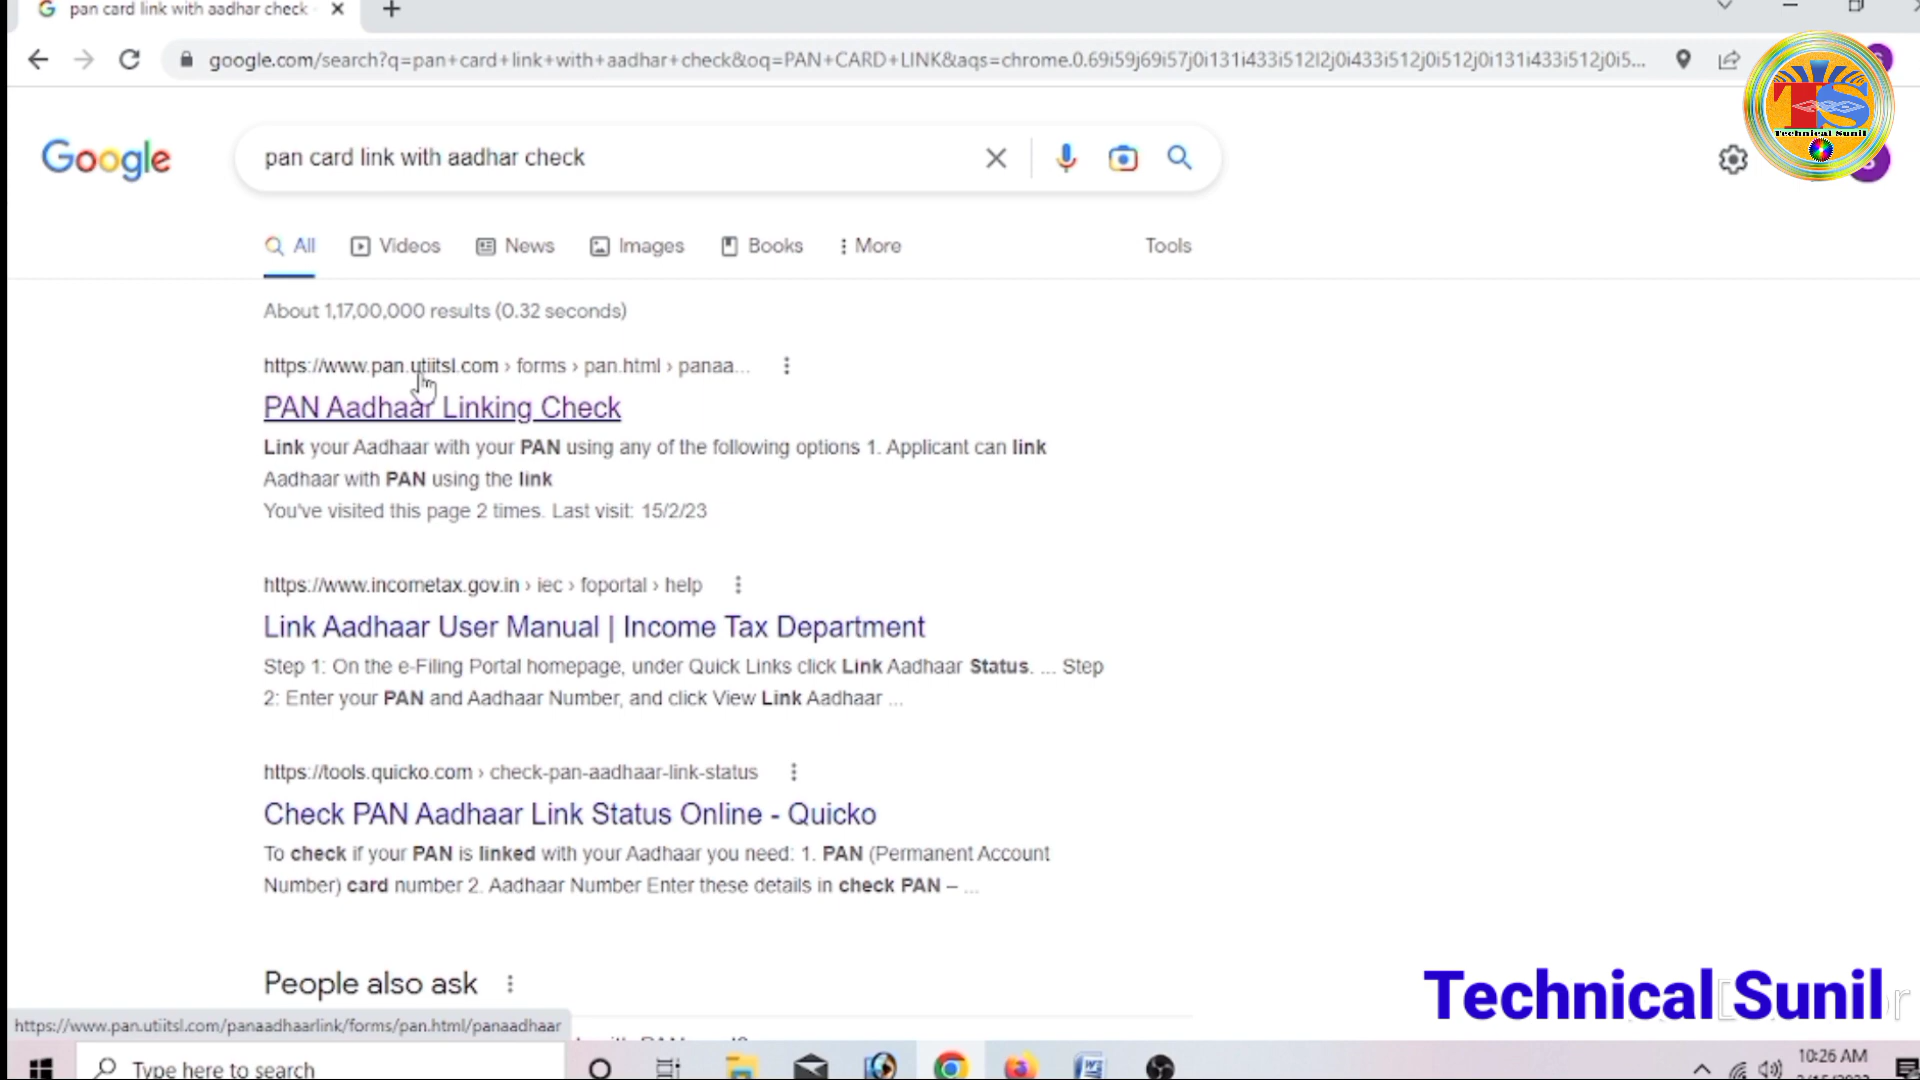 pan card link with aadhar check
google.com/search?q=pan+card+link+with+aadhar+check&oq=PAN+CARD+LINK&aqs=chrome.0.69i59j69i57j0i131i433i512l2j0i433i512j0i512j0i131i433i512j0i5...
TS
Technical Sunil
Google
pan card link with aadhar check
All Videos News Images Books More Tools
About 1,17,00,000 results (0.32 seconds)
https://www.pan.utiitsl.com › forms › pan.html › panaa...
PAN Aadhaar Linking Check
Link your Aadhaar with your PAN using any of the following options 1. Applicant can link
Aadhaar with PAN using the link
You've visited this page 2 times. Last visit: 15/2/23
https://www.incometax.gov.in › iec › foportal › help
Link Aadhaar User Manual | Income Tax Department
Step 1: On the e-Filing Portal homepage, under Quick Links click Link Aadhaar Status. ... Step
2: Enter your PAN and Aadhaar Number, and click View Link Aadhaar ...
https://tools.quicko.com › check-pan-aadhaar-link-status
Check PAN Aadhaar Link Status Online - Quicko
To check if your PAN is linked with your Aadhaar you need: 1. PAN (Permanent Account
Number) card number 2. Aadhaar Number Enter these details in check PAN – ...
People also ask
Technical Sunil
https://www.pan.utiitsl.com/panaadhaarlink/forms/pan.html/panaadhaar
Type here to search
10:26 AM